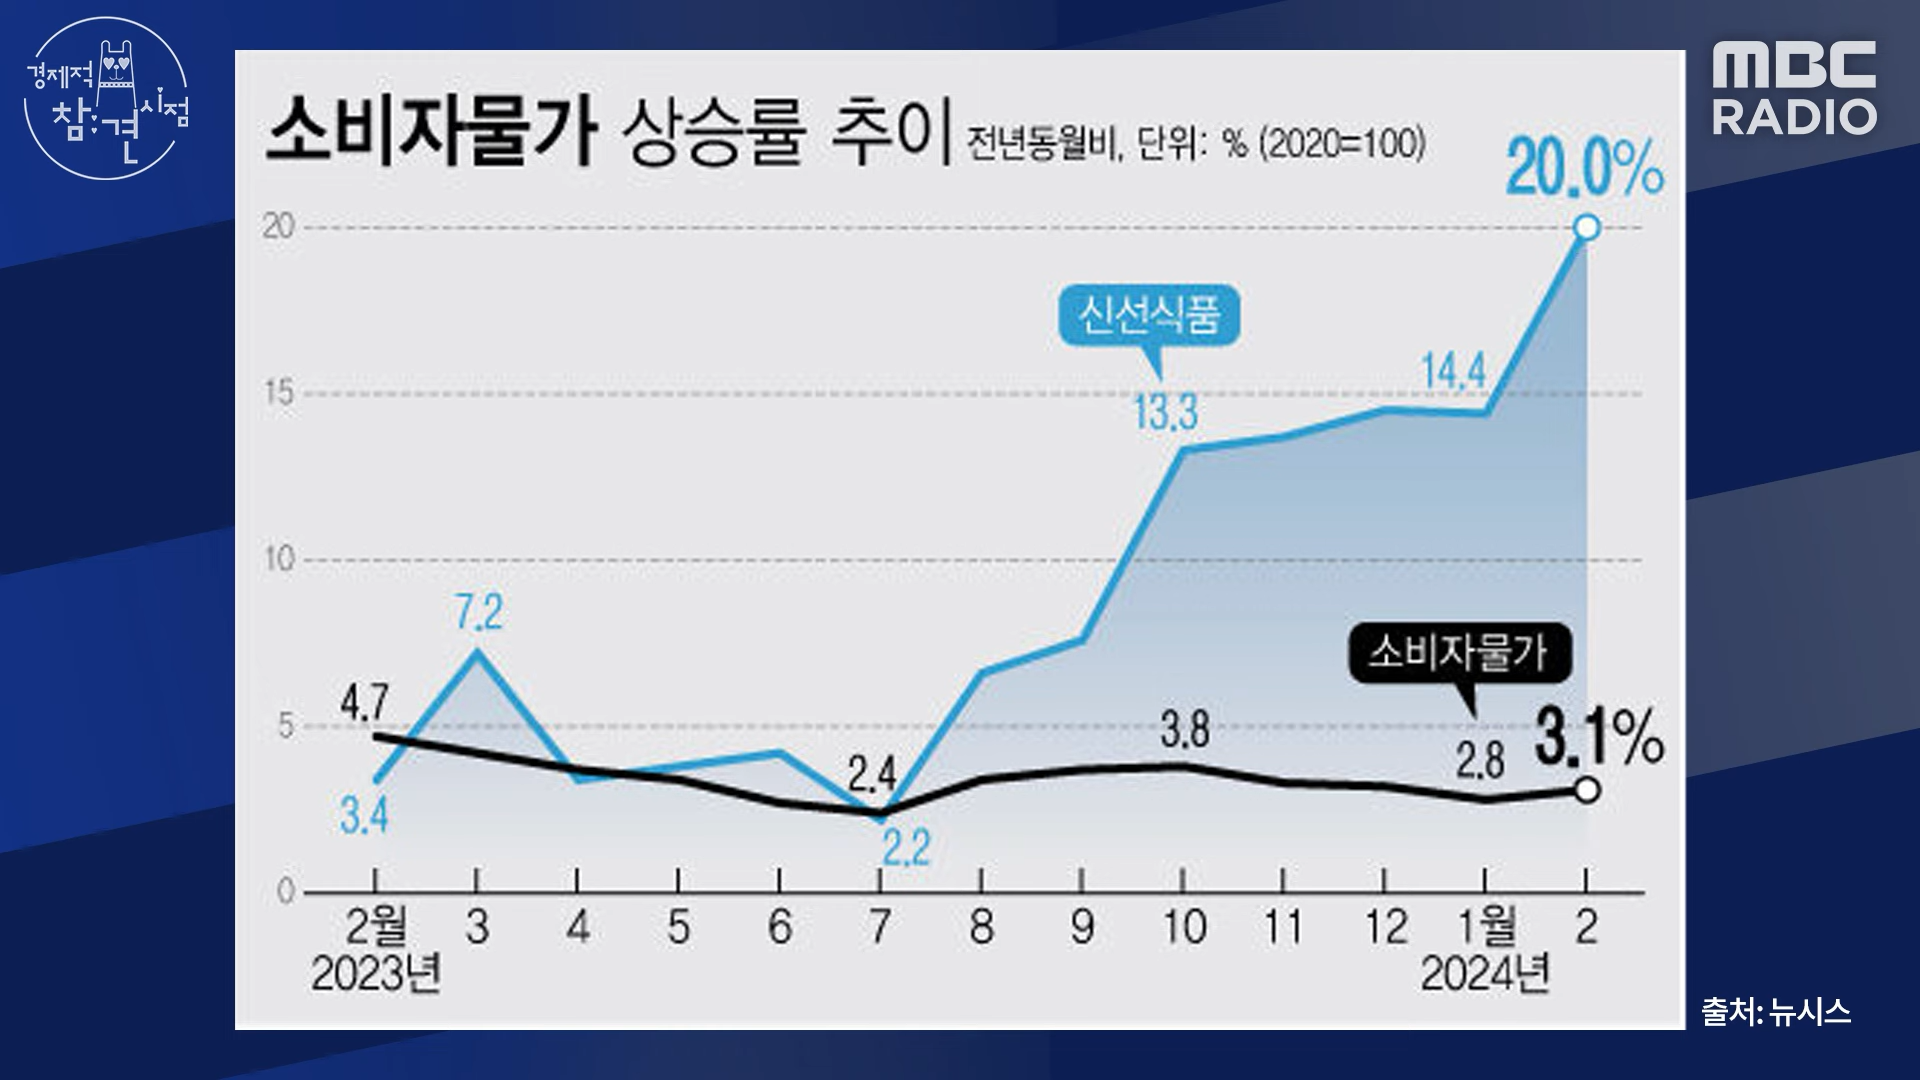 경제적
참견
시점
MBC
RADIO
소비자물가 상승률 추이 전년동월비, 단위: % (2020=100)
20.0%
20
신선식품
14.4
15
13.3
10
7.2
소비자물가
4.7
5
3.8
3.1%
2.8
2.4
3.4
2.2
0
2월 3 4 5 6 7 8 9 10 11 12 1월 2
2023년 2024년
출처: 뉴시스